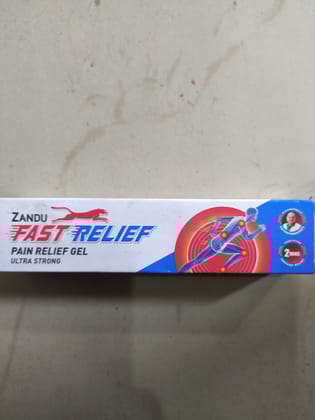 ZANDU
FAST RELIEF
PAIN RELIEF GEL
ULTRA STRONG
2 MINS